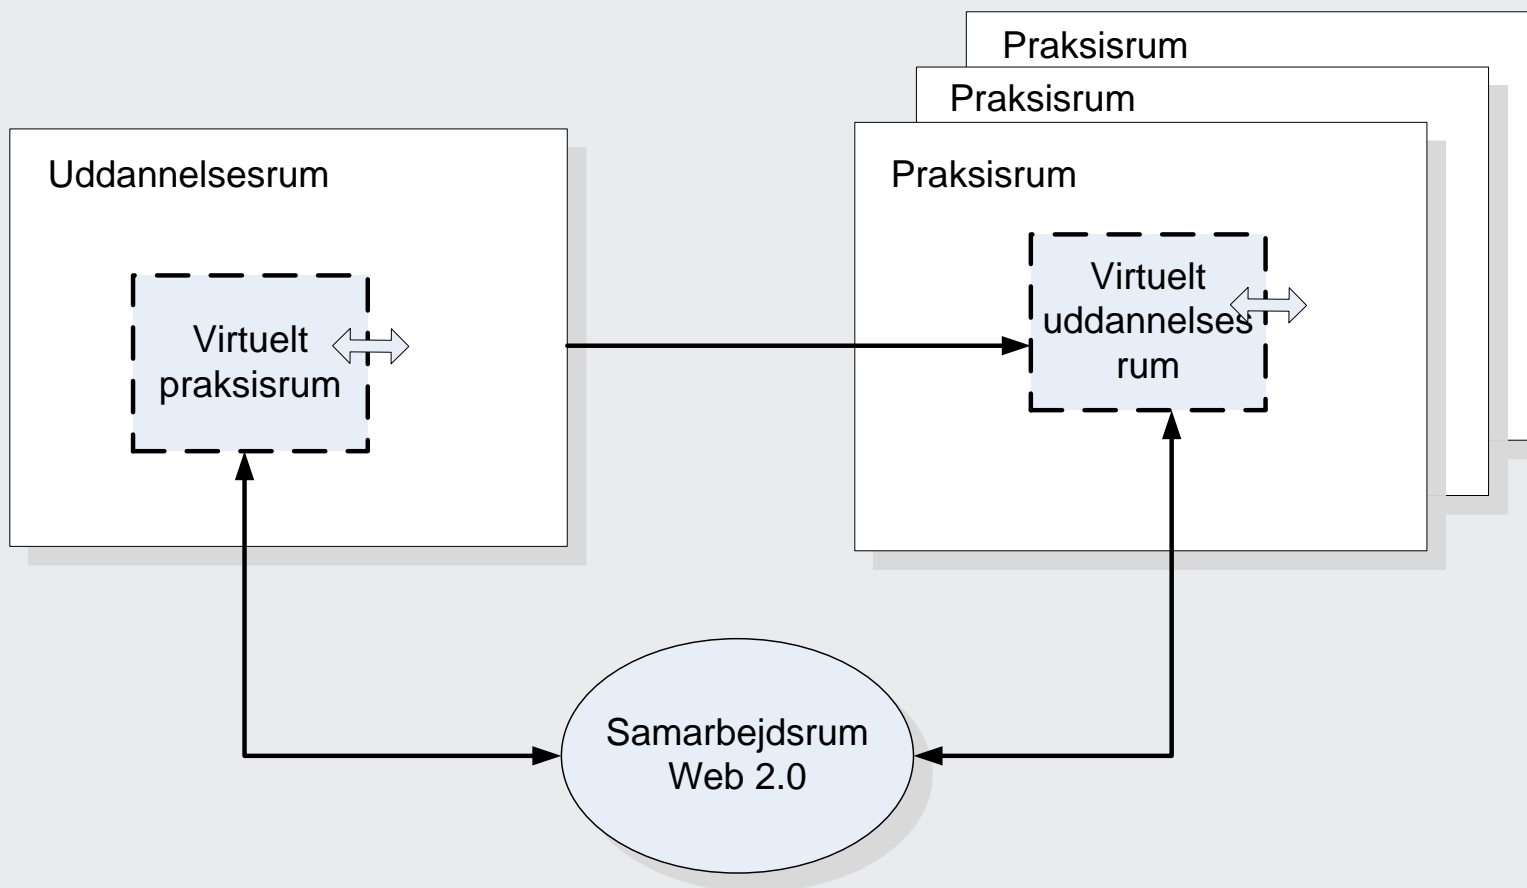 Praksisrum
Praksisrum
Uddannelsesrum
Praksisrum
Virtuelt
praksisrum
Virtuelt
uddannelses
rum
Samarbejdsrum
Web 2.0